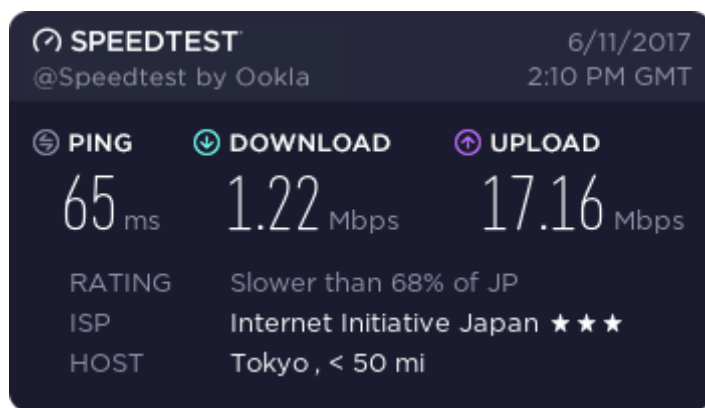 SPEEDTEST 6/11/2017
@Speedtest by Ookla 2:10 PM GMT
PING DOWNLOAD UPLOAD
65 ms 1.22 Mbps 17.16 Mbps
RATING Slower than 68% of JP
ISP Internet Initiative Japan ★★★
HOST Tokyo , < 50 mi